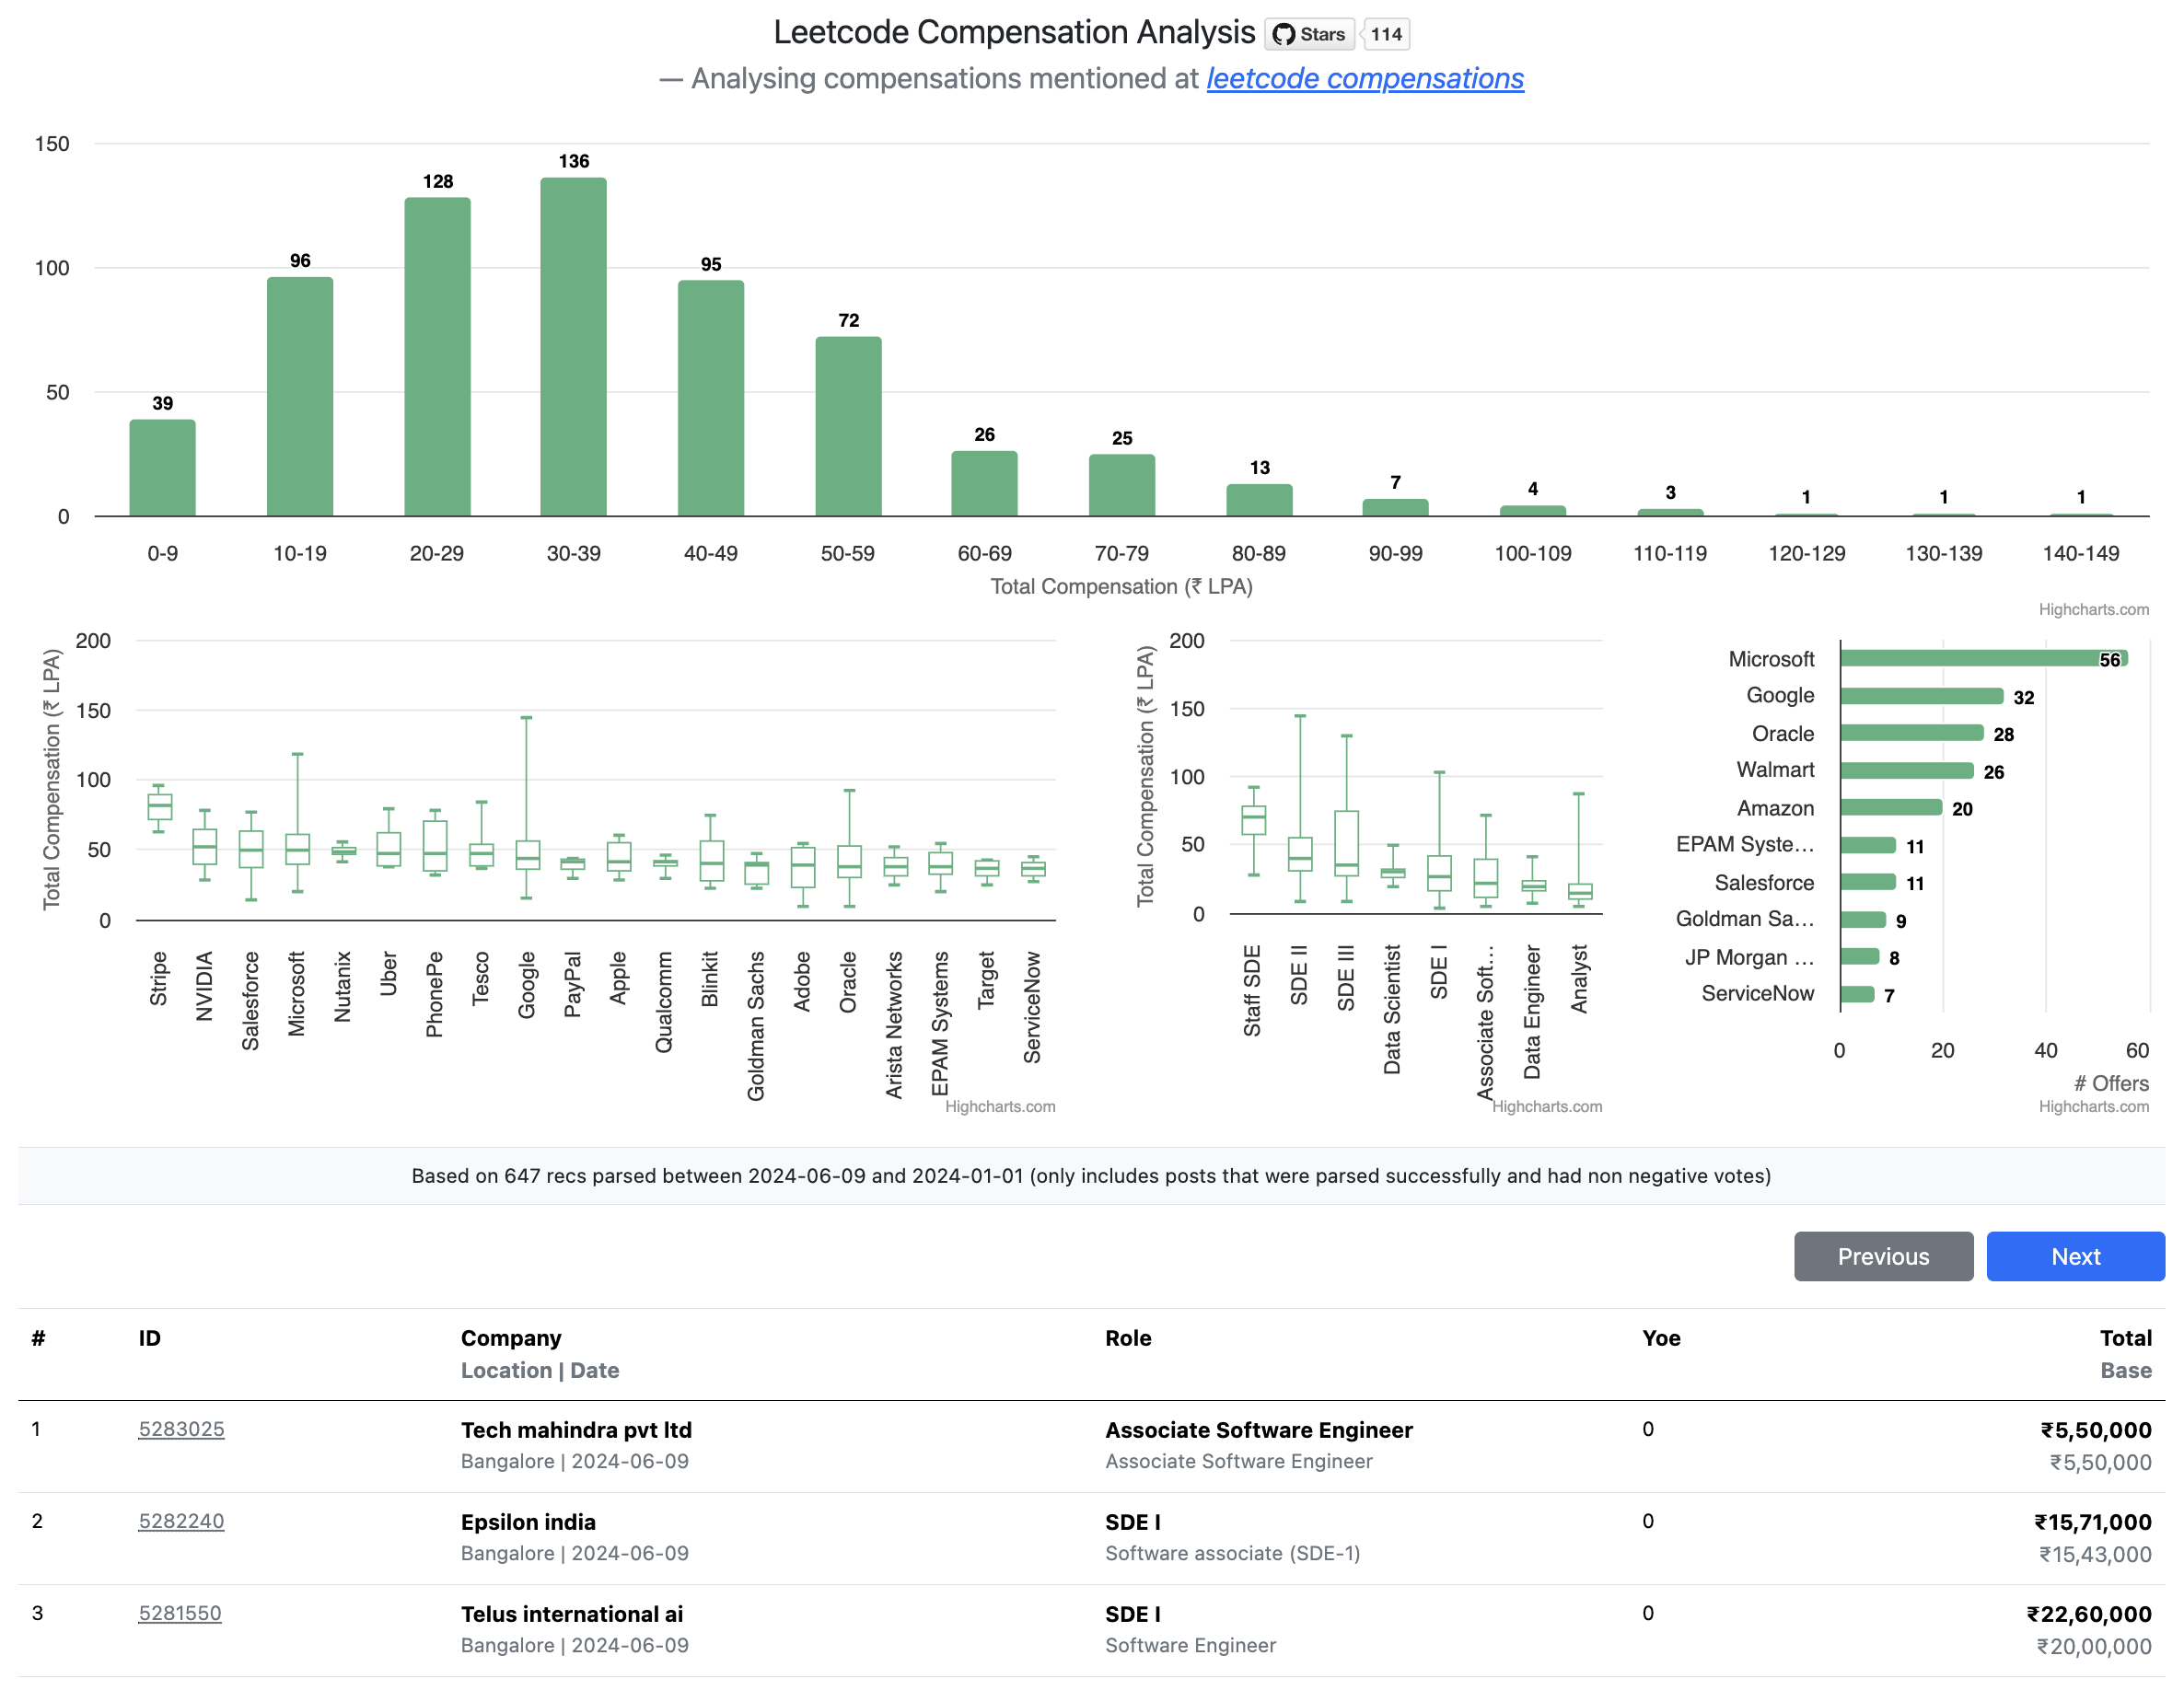 Leetcode Compensation Analysis Stars 114
— Analysing compensations mentioned at leetcode compensations
150
100
50
0
39
96
128
136
95
72
26
25
13
7
4
3
1
1
1
0-9
10-19
20-29
30-39
40-49
50-59
60-69
70-79
80-89
90-99
100-109
110-119
120-129
130-139
140-149
Total Compensation (₹ LPA)
Highcharts.com
Total Compensation (₹ LPA)
200
150
100
50
0
Stripe
NVIDIA
Salesforce
Microsoft
Nutanix
Uber
PhonePe
Tesco
Google
PayPal
Apple
Qualcomm
Blinkit
Goldman Sachs
Adobe
Oracle
Arista Networks
EPAM Systems
Target
ServiceNow
Highcharts.com
Total Compensation (₹ LPA)
200
150
100
50
0
Staff SDE
SDE II
SDE III
Data Scientist
SDE I
Associate Soft…
Data Engineer
Analyst
Highcharts.com
Microsoft 56
Google 32
Oracle 28
Walmart 26
Amazon 20
EPAM Syste… 11
Salesforce 11
Goldman Sa… 9
JP Morgan … 8
ServiceNow 7
0 20 40 60
# Offers
Highcharts.com
Based on 647 recs parsed between 2024-06-09 and 2024-01-01 (only includes posts that were parsed successfully and had non negative votes)
Previous Next
# ID Company Role Yoe Total
Location | Date Base
1 5283025 Tech mahindra pvt ltd Associate Software Engineer 0 ₹5,50,000
Bangalore | 2024-06-09 Associate Software Engineer ₹5,50,000
2 5282240 Epsilon india SDE I 0 ₹15,71,000
Bangalore | 2024-06-09 Software associate (SDE-1) ₹15,43,000
3 5281550 Telus international ai SDE I 0 ₹22,60,000
Bangalore | 2024-06-09 Software Engineer ₹20,00,000